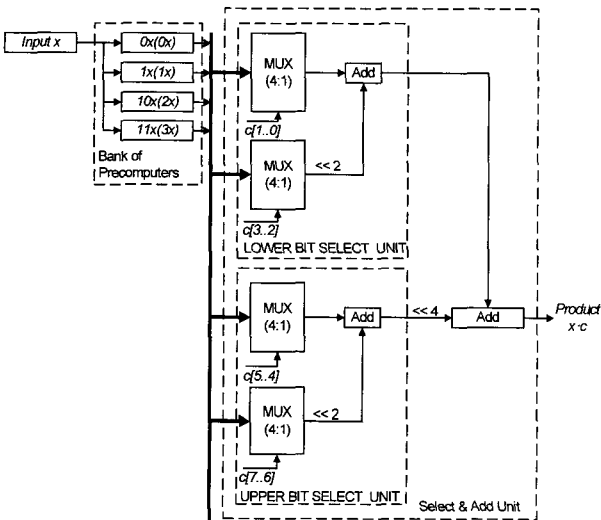 Input x
0x(0x)
1x(1x)
10x(2x)
11x(3x)
Bank of
Precomputers
MUX
(4:1)
Add
c[1..0]
MUX
(4:1)
<< 2
c[3..2]
LOWER BIT SELECT UNIT
MUX
(4:1)
Add
<< 4
Add
Product
x·c
c[5..4]
MUX
(4:1)
<< 2
c[7..6]
UPPER BIT SELECT UNIT
Select & Add Unit